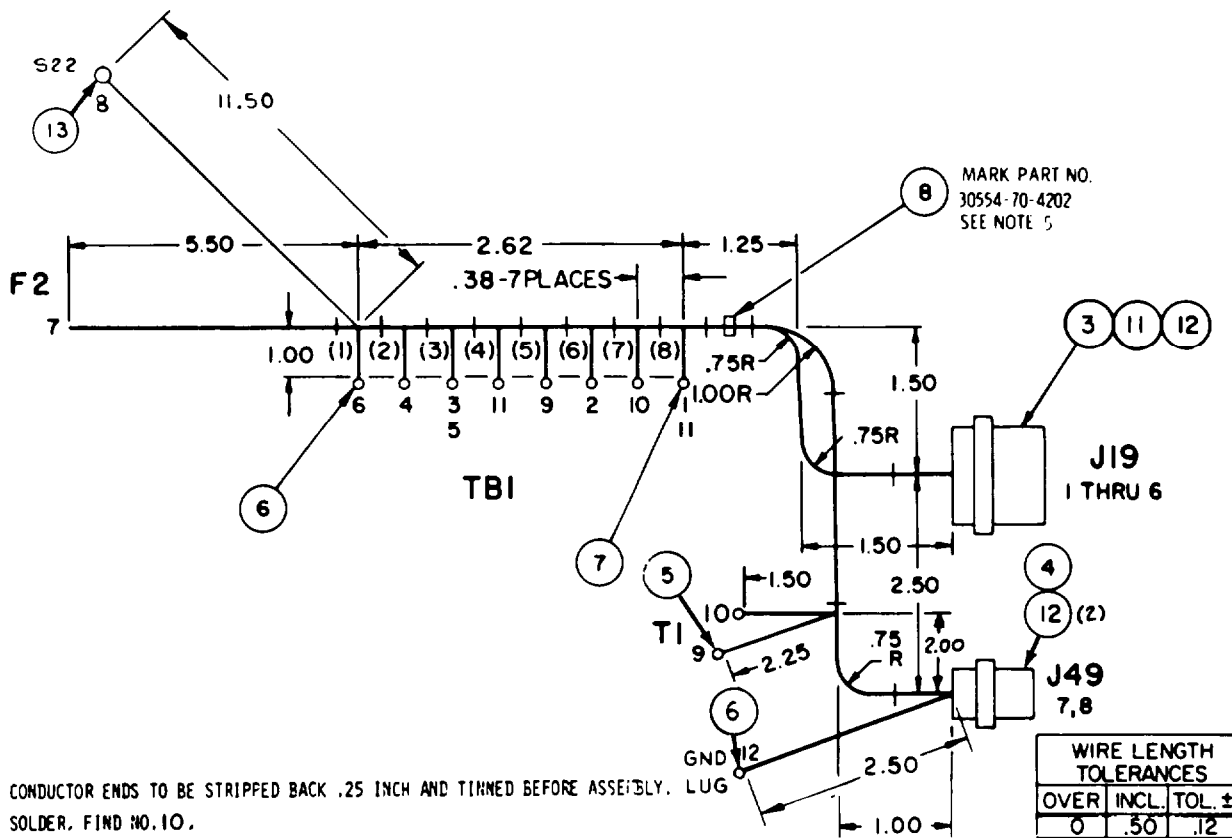 S22
8
13
11.50
8
MARK PART NO.
30554-70-4202
SEE NOTE 5
5.50
2.62
1.25
.38-7PLACES
F2
7
1.00
(1) (2) (3) (4) (5) (6) (7) (8)
.75R
1.00R
3 11 12
1.50
6 4 3 11 9 2 10 1
5 11
.75R
J19
1 THRU 6
TB1
6
7
1.50
2.50
5
1.50
4
12 (2)
10
T1
9
2.25
.75
R
2.00
J49
7,8
6
GND 12
LUG
2.50
1.00
CONDUCTOR ENDS TO BE STRIPPED BACK .25 INCH AND TINNED BEFORE ASSEMBLY.
SOLDER. FIND NO. 10.
WIRE LENGTH
TOLERANCES
OVER INCL. TOL. ±
0 .50 .12